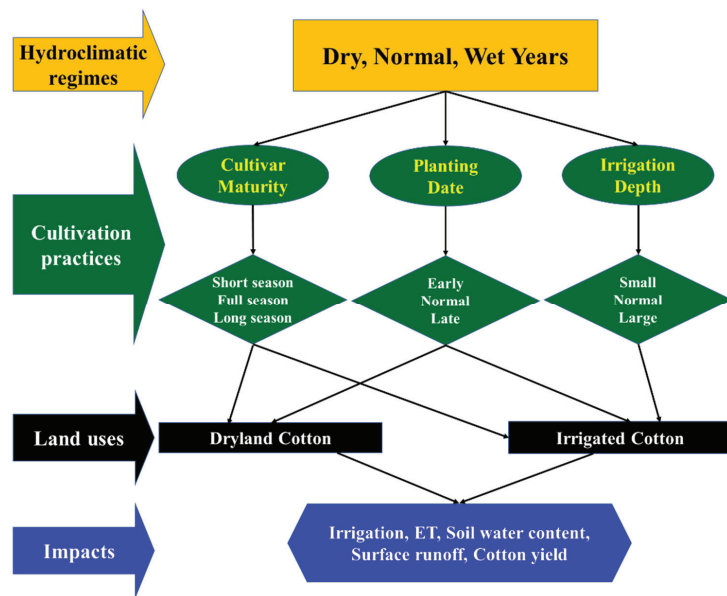 Hydroclimatic
regimes
Dry, Normal, Wet Years
Cultivation
practices
Cultivar
Maturity
Planting
Date
Irrigation
Depth
Short season
Full season
Long season
Early
Normal
Late
Small
Normal
Large
Land uses
Dryland Cotton
Irrigated Cotton
Impacts
Irrigation, ET, Soil water content,
Surface runoff, Cotton yield